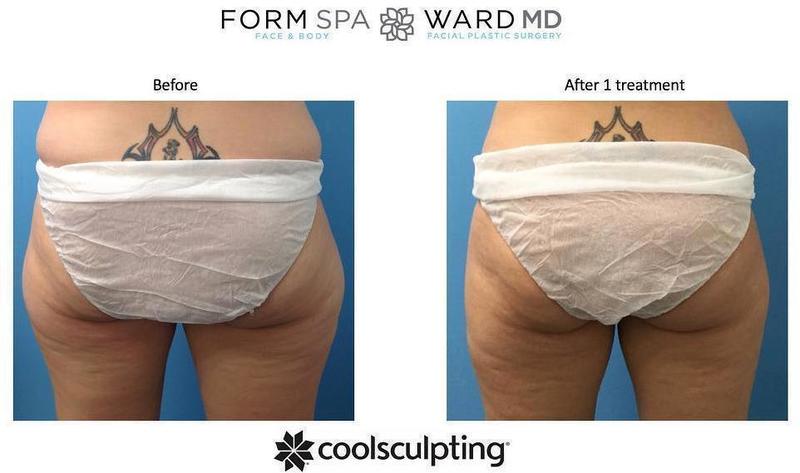 FORM SPA WARD MD
FACE & BODY FACIAL PLASTIC SURGERY
Before After 1 treatment
coolsculpting®